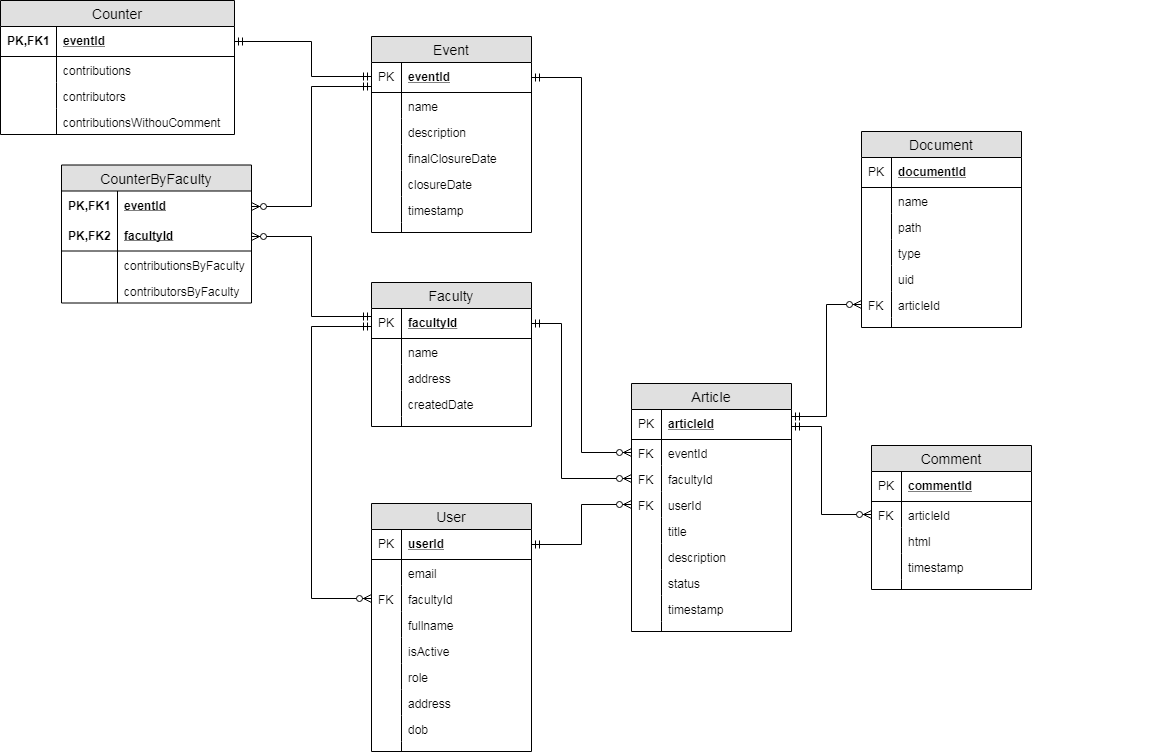 Counter
PK,FK1 eventId
contributions
contributors
contributionsWithouComment
CounterByFaculty
PK,FK1 eventId
PK,FK2 facultyId
contributionsByFaculty
contributorsByFaculty
Event
PK eventId
name
description
finalClosureDate
closureDate
timestamp
Faculty
PK facultyId
name
address
createdDate
User
PK userId
email
FK facultyId
fullname
isActive
role
address
dob
Article
PK articleId
FK eventId
FK facultyId
FK userId
title
description
status
timestamp
Document
PK documentId
name
path
type
uid
FK articleId
Comment
PK commentId
FK articleId
html
timestamp